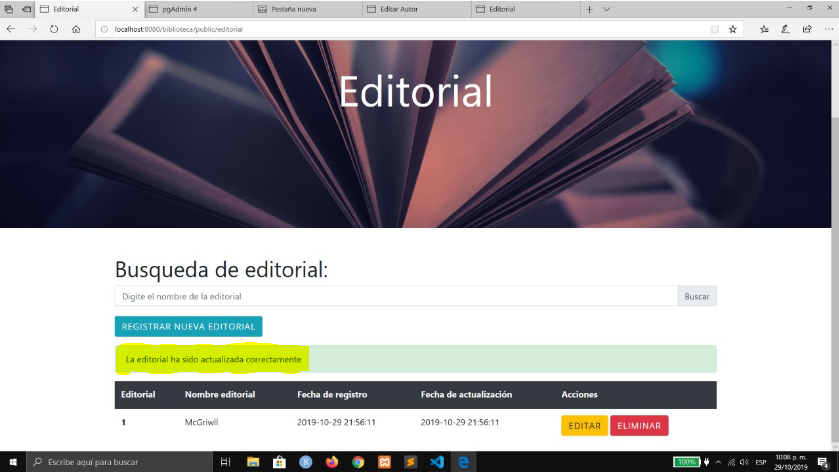 Editorial
pgAdmin 4
Pestaña nueva
Editar Autor
Editorial
localhost:8080/biblioteca/public/editorial
Editorial
Busqueda de editorial:
Digite el nombre de la editorial
Buscar
REGISTRAR NUEVA EDITORIAL
La editorial ha sido actualizada correctamente
Editorial Nombre editorial Fecha de registro Fecha de actualización Acciones
1 McGriwll 2019-10-29 21:56:11 2019-10-29 21:56:11 EDITAR ELIMINAR
Escribe aquí para buscar
R
100%
ESP
10:08 p. m.
29/10/2019